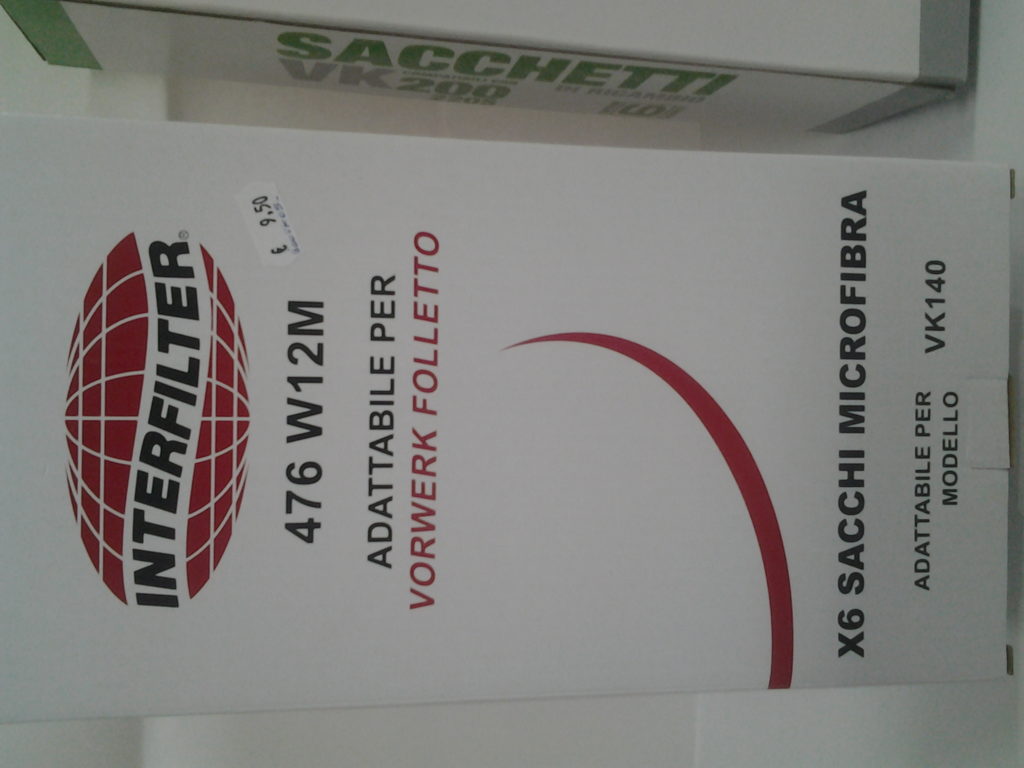 INTERFILTER®
€ 9.50
476 W12M
ADATTABILE PER
VORWERK FOLLETTO
X6 SACCHI MICROFIBRA
ADATTABILE PER
MODELLO VK140
SACCHETTI
VK200